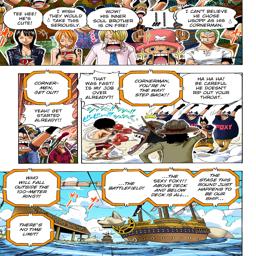 I CAN'T
BELIEVE HE
CHOSE
USOPP AS HIS
CORNERMAN.
WOW!
HIS INNER
SOUL BROTHER
IS ON FIRE!
I WISH
THEY WOULD
TAKE THIS
SERIOUSLY.
HEE HEE!
HE'S
CUTE!
HA HA HA!
BE CAREFUL
HE DOESN'T
RIP OUT YOUR
THROAT.
FOXY
CORNERMAN,
YOU'RE IN
THE WAY!
STEP BACK!!
THAT WAS
FAST! IS MY
JOB OVER
ALREADY?!
CORNER-
MEN, GET
OUT!
YEAH! GET
STARTED
ALREADY!!
THE
STAGE THIS
ROUND JUST
HAPPENS TO
BE OUR
SHIP...
...THE
SEXY FOXY!!
ABOVE DECK
AND BELOW
DECK IS ALL...
...THE
BATTLEFIELD!
WHO
WILL FALL
OUTSIDE THE
100-METER
RING?!
THERE'S NO
TIME LIMIT!